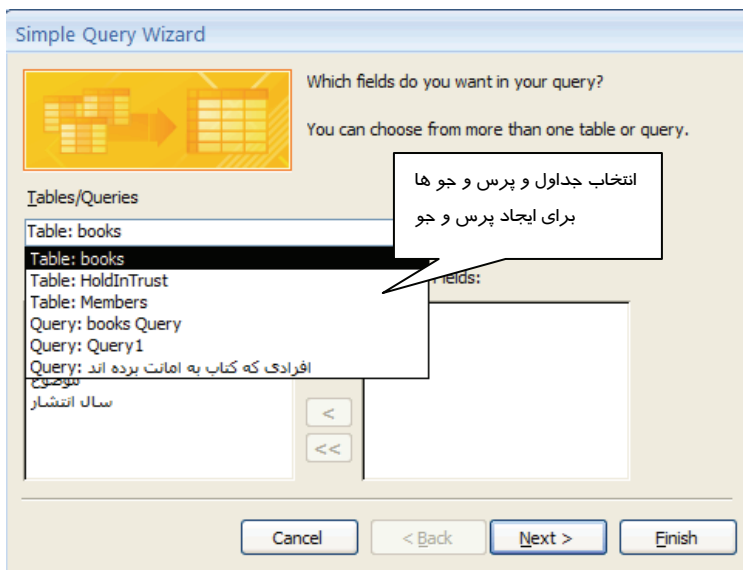 Simple Query Wizard
Which fields do you want in your query?
You can choose from more than one table or query.
انتخاب جداول و پرس و جو ها
برای ایجاد پرس و جو
Tables/Queries
Table: books
Table: books
Table: HoldInTrust
Table: Members
Query: books Query
Query: Query1
Query: افرادی که کتاب به امانت برده اند
Fields:
موضوع
سال انتشار
<
<<
Cancel
< Back
Next >
Finish